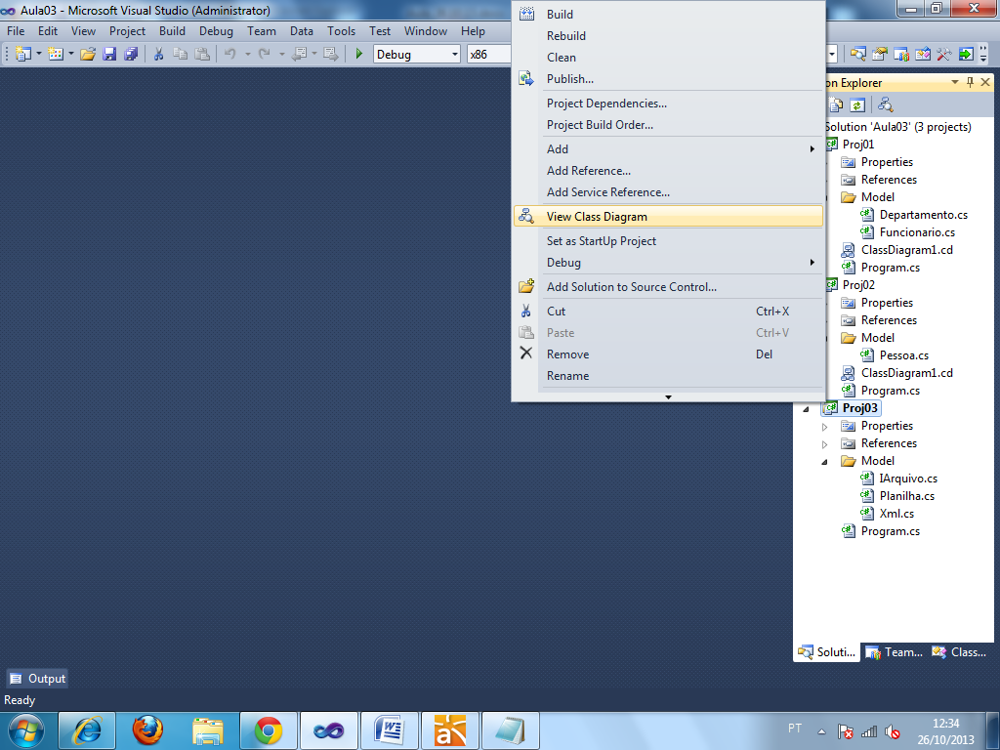 Aula03 - Microsoft Visual Studio (Administrator)
File Edit View Project Build Debug Team Data Tools Test Window Help
Debug x86
Build
Rebuild
Clean
Publish...
Project Dependencies...
Project Build Order...
Add
Add Reference...
Add Service Reference...
View Class Diagram
Set as StartUp Project
Debug
Add Solution to Source Control...
Cut Ctrl+X
Paste Ctrl+V
Remove Del
Rename
on Explorer
Solution 'Aula03' (3 projects)
Proj01
Properties
References
Model
Departamento.cs
Funcionario.cs
ClassDiagram1.cd
Program.cs
Proj02
Properties
References
Model
Pessoa.cs
ClassDiagram1.cd
Program.cs
Proj03
Properties
References
Model
IArquivo.cs
Planilha.cs
Xml.cs
Program.cs
Soluti... Team... Class...
Output
Ready
PT
12:34
26/10/2013